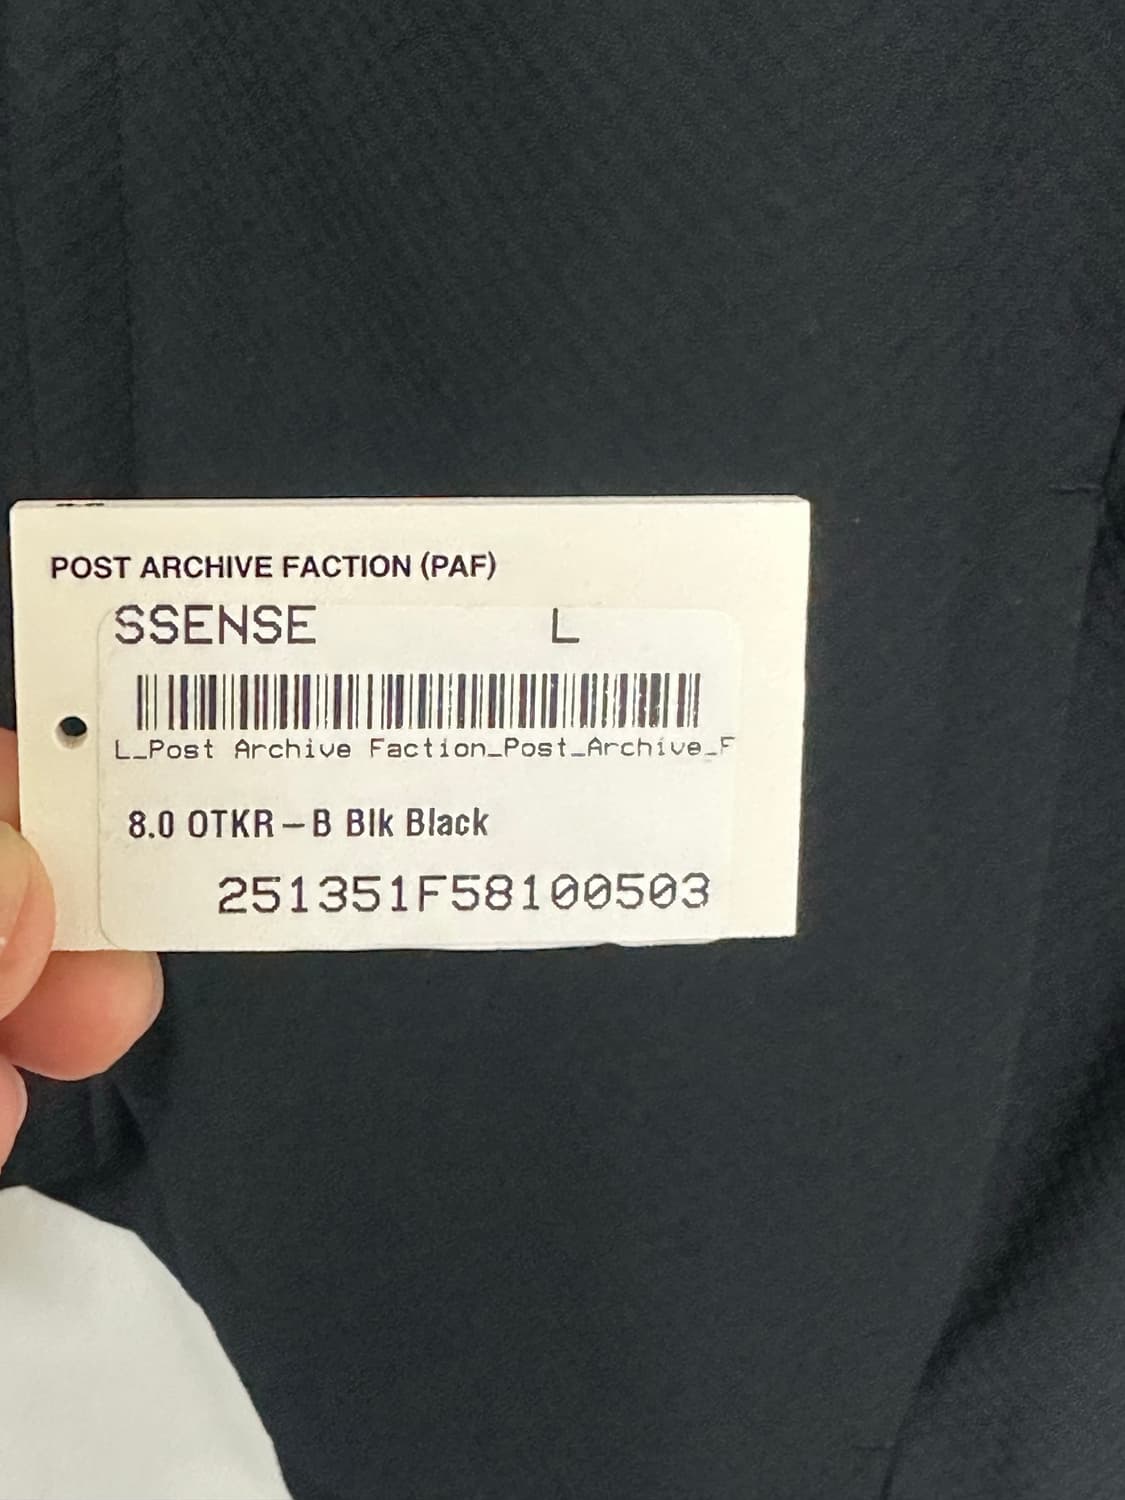 POST ARCHIVE FACTION (PAF)
SSENSE L
L_Post Archive Faction_Post_Archive_F
8.0 OTKR – B Blk Black
251351F58100503